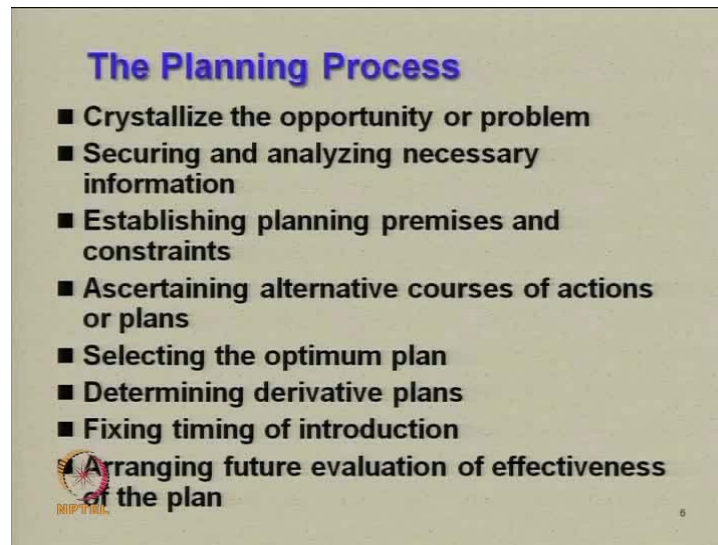 The Planning Process
■ Crystallize the opportunity or problem
■ Securing and analyzing necessary
information
■ Establishing planning premises and
constraints
■ Ascertaining alternative courses of actions
or plans
■ Selecting the optimum plan
■ Determining derivative plans
■ Fixing timing of introduction
■ Arranging future evaluation of effectiveness
of the plan
NPTEL
6